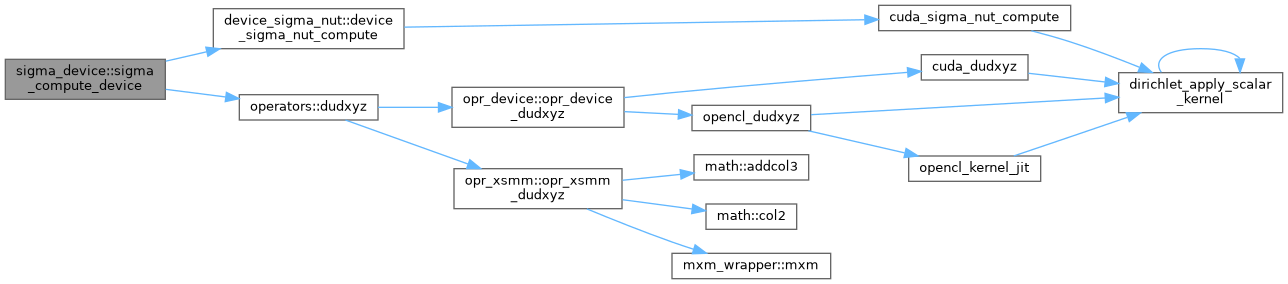 sigma_device::sigma
_compute_device
device_sigma_nut::device
_sigma_nut_compute
operators::dudxyz
opr_device::opr_device
_dudxyz
opr_xsmm::opr_xsmm
_dudxyz
cuda_sigma_nut_compute
cuda_dudxyz
opencl_dudxyz
opencl_kernel_jit
math::addcol3
math::col2
mxm_wrapper::mxm
dirichlet_apply_scalar
_kernel